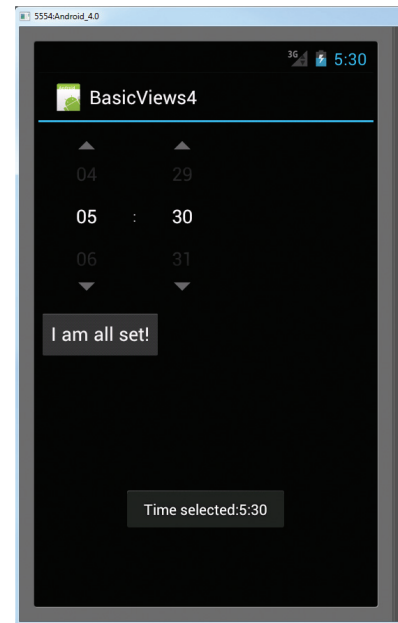 5554:Android_4.0
3G 5:30
BasicViews4
04 29
05 : 30
06 31
I am all set!
Time selected:5:30